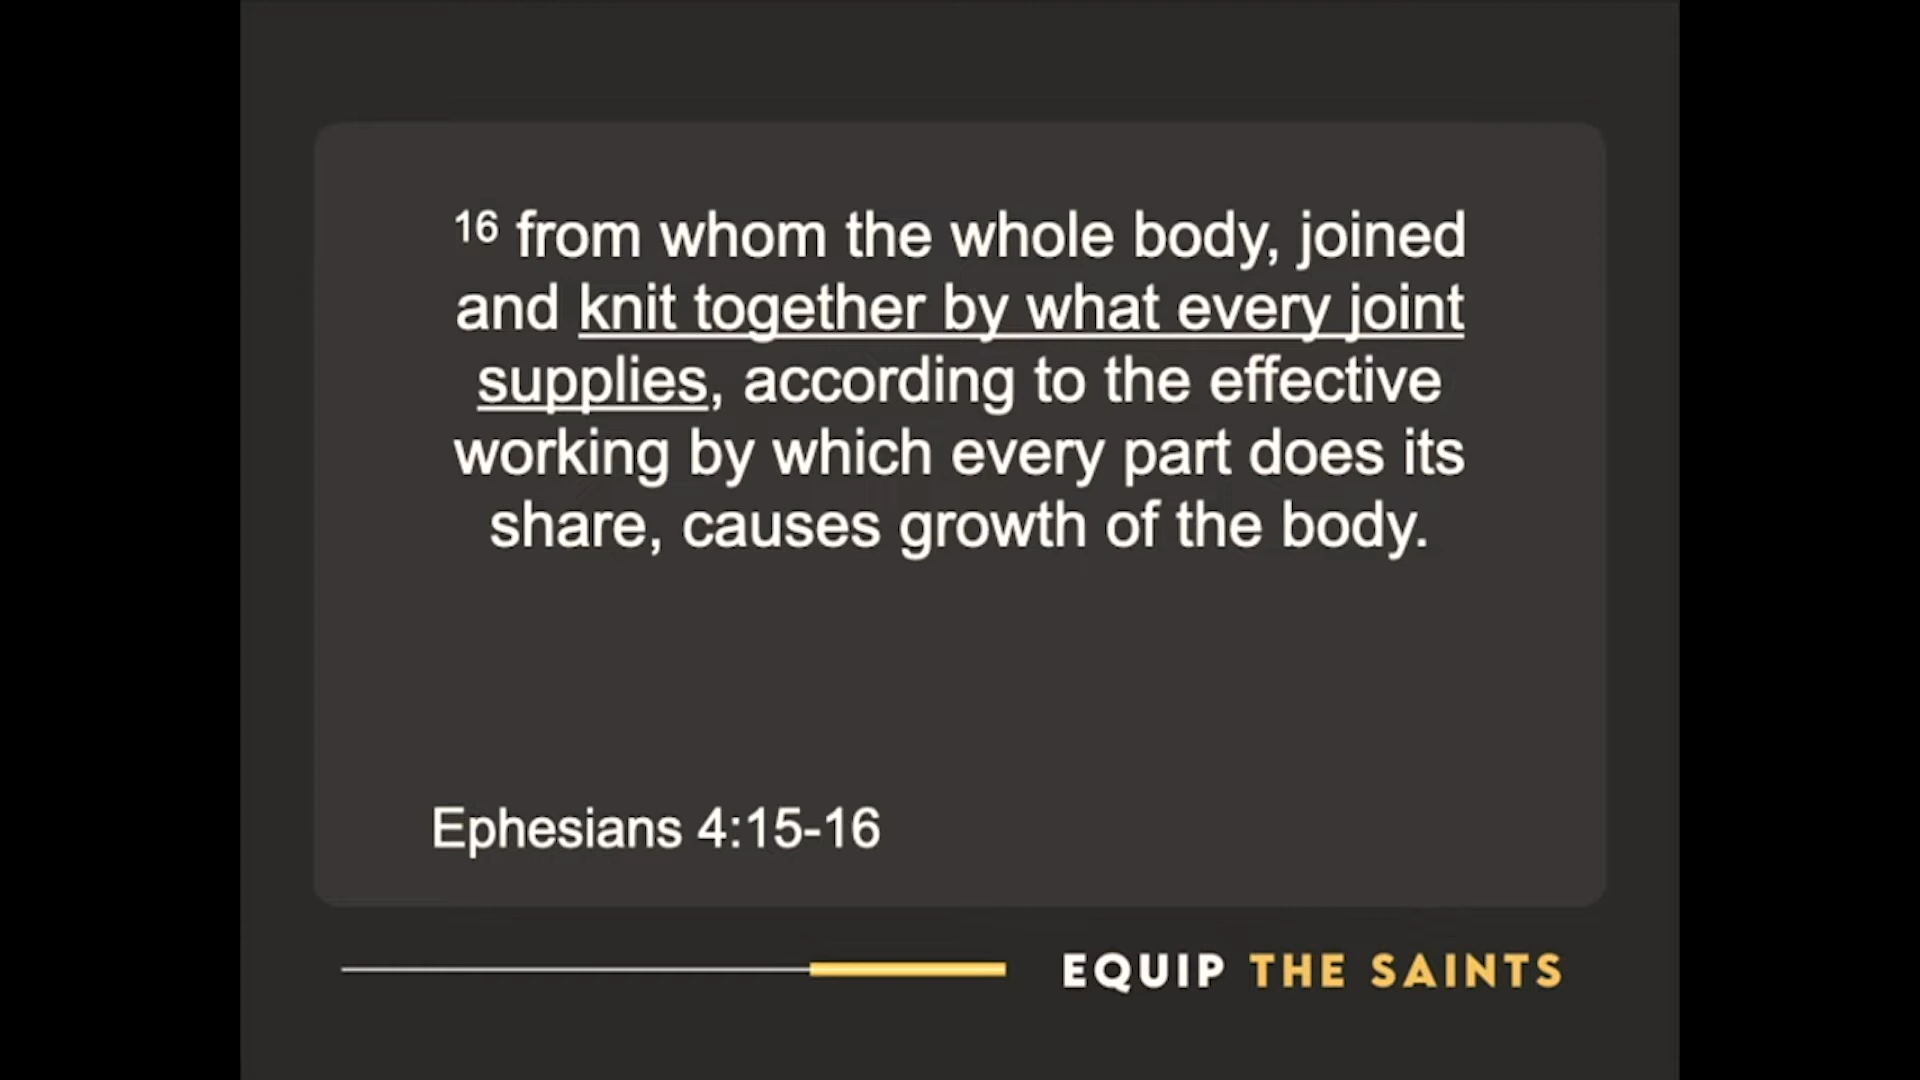 16 from whom the whole body, joined
and knit together by what every joint
supplies, according to the effective
working by which every part does its
share, causes growth of the body.
Ephesians 4:15-16
EQUIP THE SAINTS